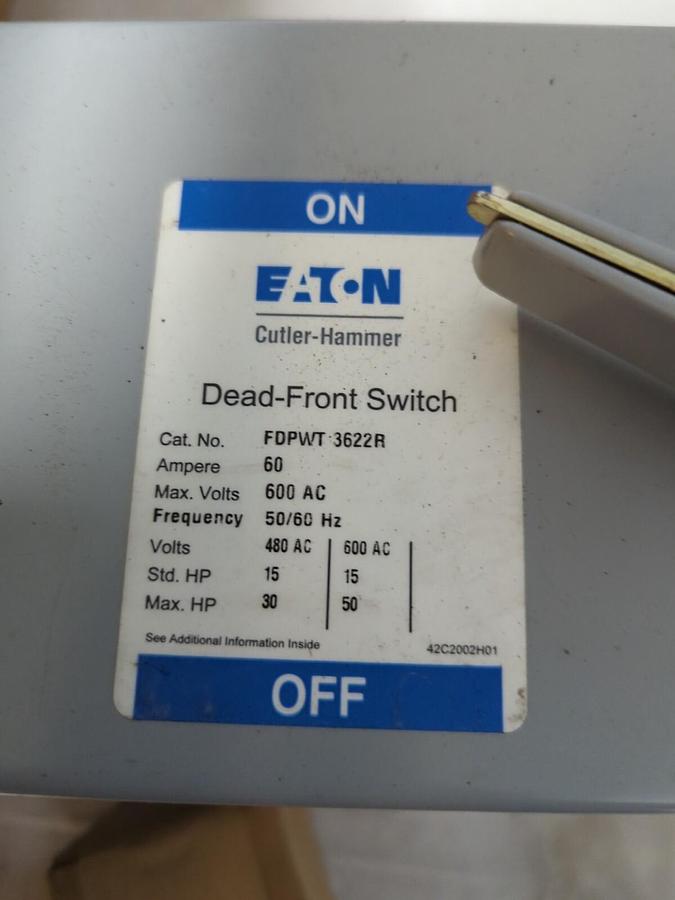 ON
EATON
Cutler-Hammer
Dead-Front Switch
Cat. No. FDPWT 3622R
Ampere 60
Max. Volts 600 AC
Frequency 50/60 Hz
Volts 480 AC 600 AC
Std. HP 15 15
Max. HP 30 50
See Additional Information Inside 42C2002H01
OFF